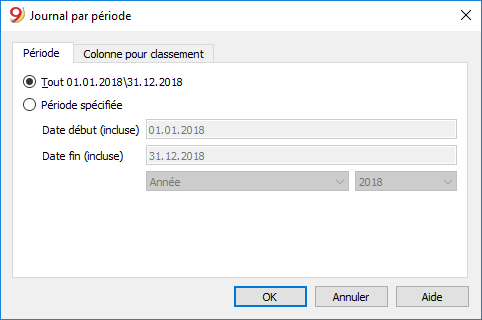 9 Journal par période
Période Colonne pour classement
Tout 01.01.2018\31.12.2018
Période spécifiée
Date début (incluse) 01.01.2018
Date fin (incluse) 31.12.2018
Année 2018
OK Annuler Aide